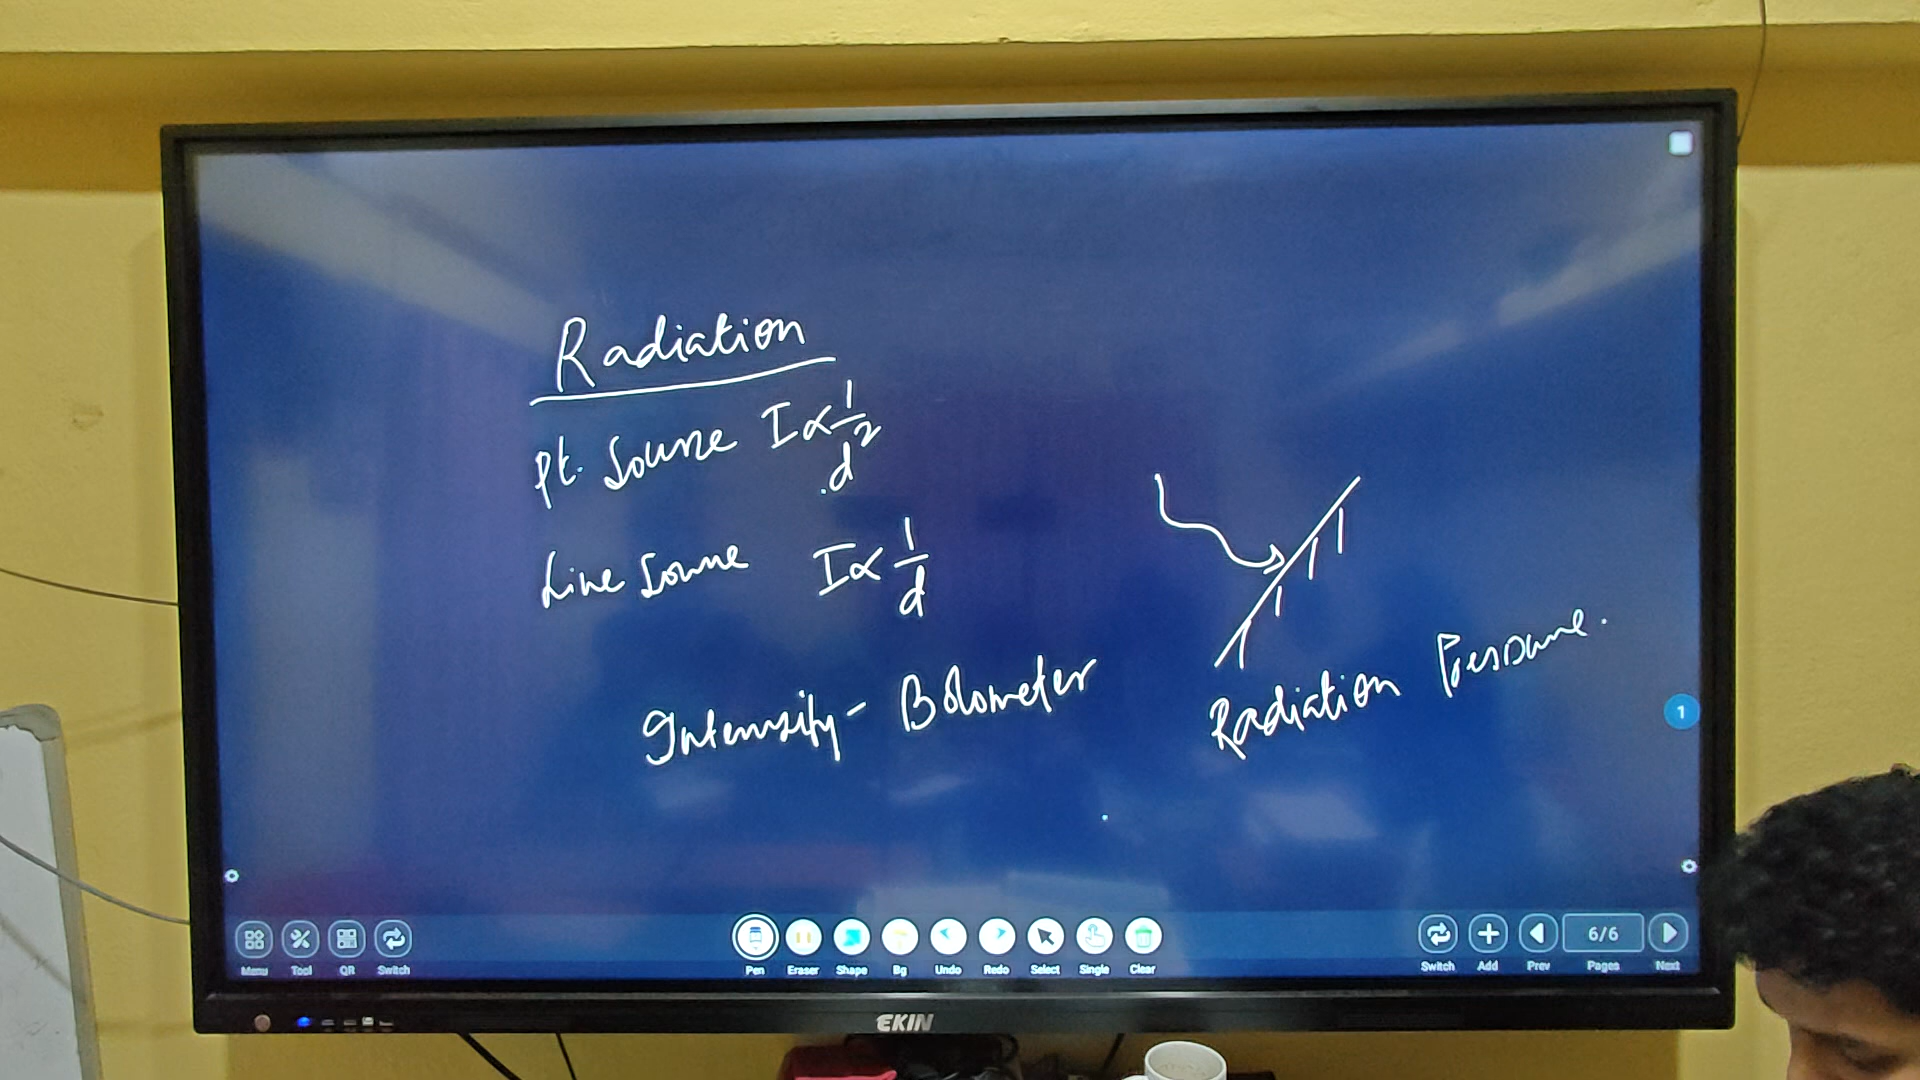 Radiation
Pt. Source I ∝ 1/d²
Line Source I ∝ 1/d
Intensity - Bolometer
Radiation Pressure.
1
Menu Tool QR Switch
Pen Eraser Shape Bg Undo Redo Select Single Clear
Switch Add Prev 6/6 Pages Next
EKIN